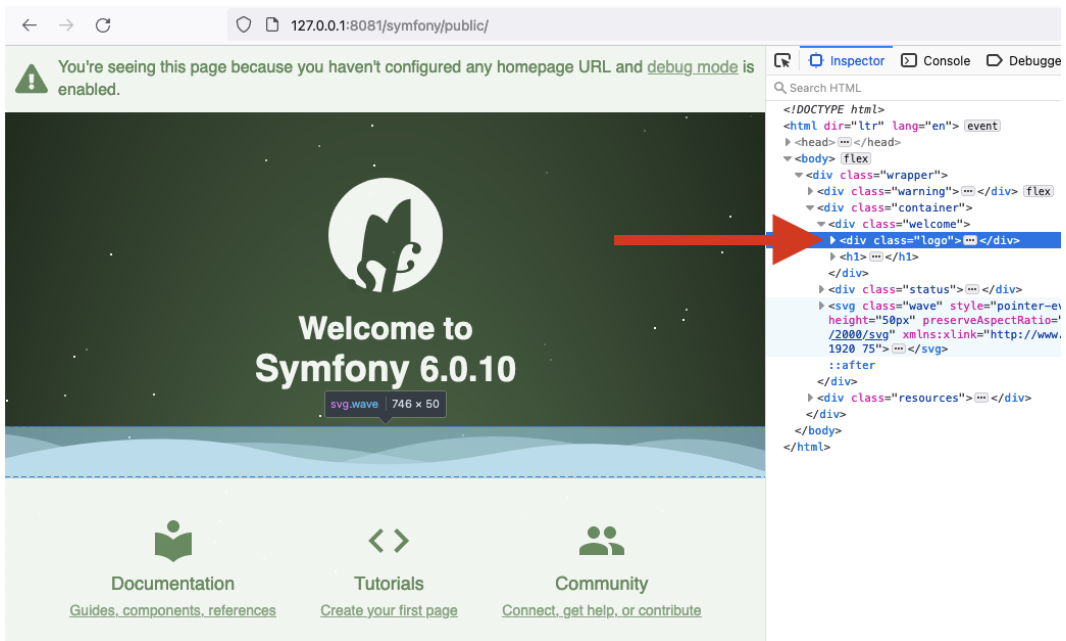 127.0.0.1:8081/symfony/public/
You're seeing this page because you haven't configured any homepage URL and debug mode is
enabled.
Welcome to
Symfony 6.0.10
svg.wave 746 × 50
Documentation
Guides, components, references
Tutorials
Create your first page
Community
Connect, get help, or contribute
Inspector Console Debugge
Search HTML
<!DOCTYPE html>
<html dir="ltr" lang="en"> event
<head> ⋯ </head>
<body> flex
<div class="wrapper">
<div class="warning"> ⋯ </div> flex
<div class="container">
<div class="welcome">
<div class="logo"> ⋯ </div>
<h1> ⋯ </h1>
</div>
<div class="status"> ⋯ </div>
<svg class="wave" style="pointer-ev
height="50px" preserveAspectRatio="
/2000/svg" xmlns:xlink="http://www.
1920 75"> ⋯ </svg>
::after
</div>
<div class="resources"> ⋯ </div>
</div>
</body>
</html>